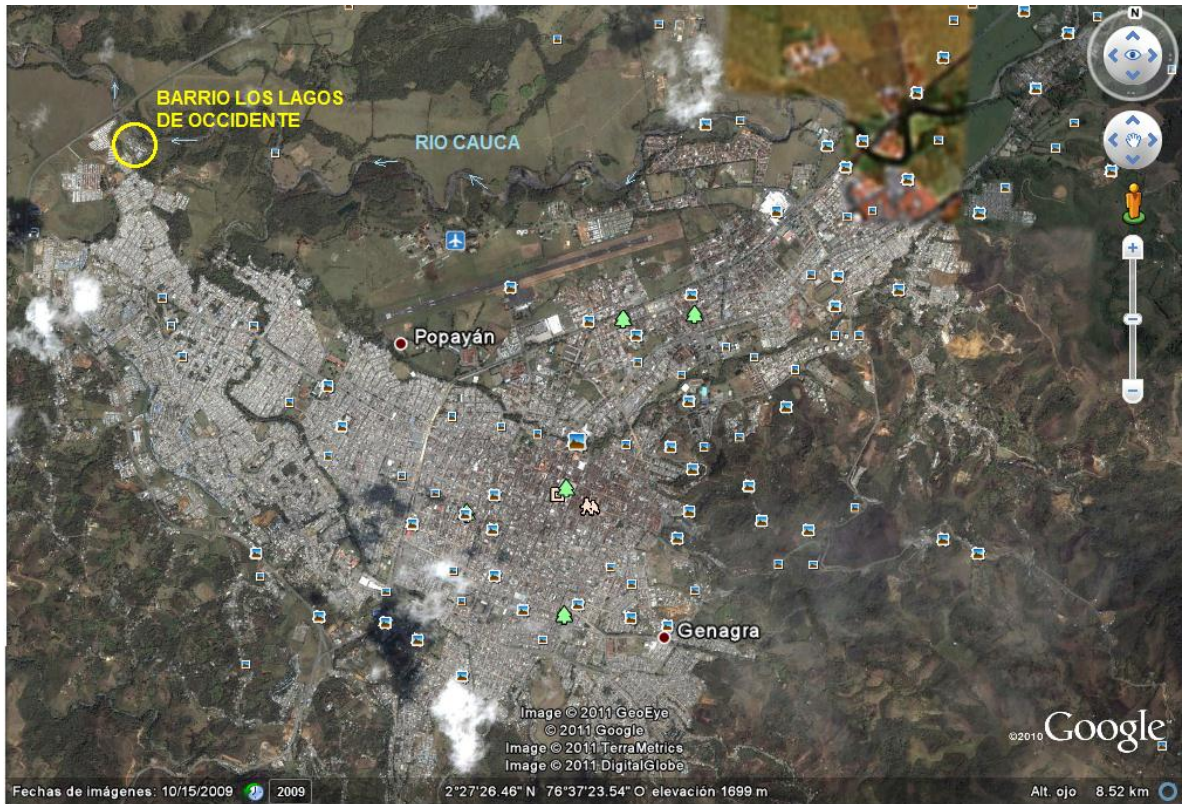 N
BARRIO LOS LAGOS
DE OCCIDENTE
RIO CAUCA
Popayán
Genagra
Image © 2011 GeoEye
© 2011 Google
Image © 2011 TerraMetrics
Image © 2011 DigitalGlobe
©2010 Google
Fechas de imágenes: 10/15/2009 2009 2°27'26.46" N 76°37'23.54" O elevación 1699 m Alt. ojo 8.52 km